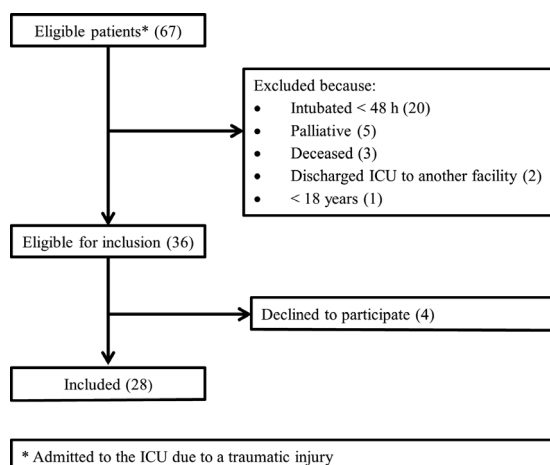 Eligible patients* (67)
Excluded because:
• Intubated < 48 h (20)
• Palliative (5)
• Deceased (3)
• Discharged ICU to another facility (2)
• < 18 years (1)
Eligible for inclusion (36)
Declined to participate (4)
Included (28)
* Admitted to the ICU due to a traumatic injury